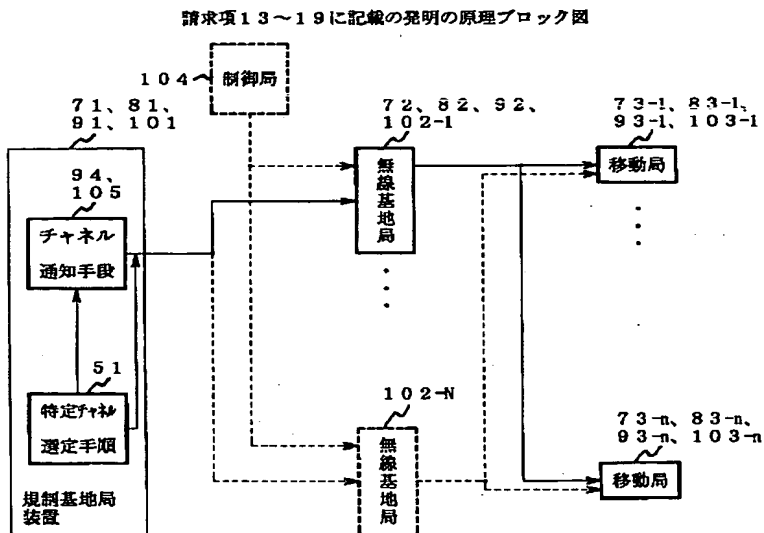 請求項１３～１９に記載の発明の原理ブロック図
１０４
制御局
７１、８１、
９１、１０１
７２、８２、９２、
１０２-１
７３-１、８３-１、
９３-１、１０３-１
無線基地局
移動局
９４、
１０５
チャネル
通知手段
５１
特定チャネル
選定手順
規制基地局
装置
１０２-Ｎ
無線基地局
７３-ｎ、８３-ｎ、
９３-ｎ、１０３-ｎ
移動局